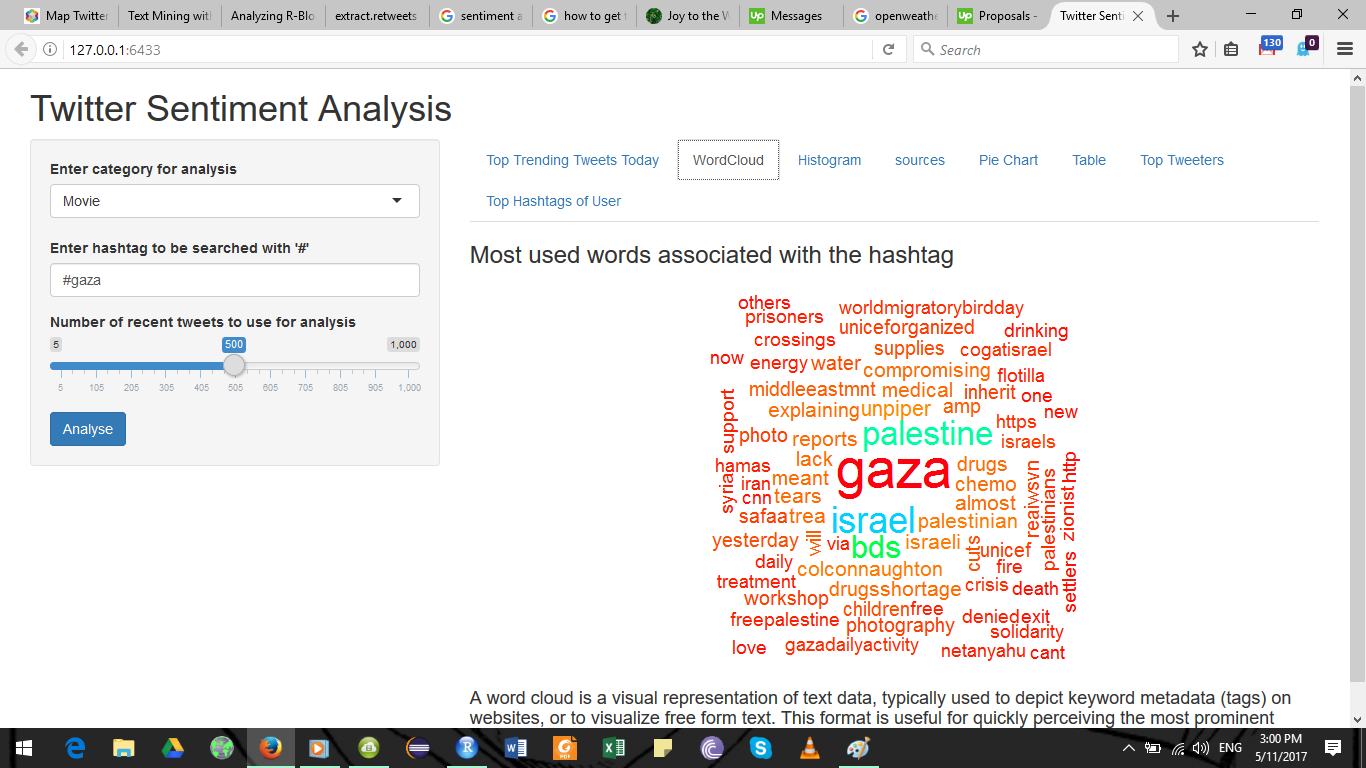 Map Twitter
Text Mining with
Analyzing R-Blo
extract.retweets
sentiment a
how to get t
Joy to the W
Messages
openweathe
Proposals -
Twitter Senti
127.0.0.1:6433
Search
130
0
Twitter Sentiment Analysis
Enter category for analysis
Movie
Enter hashtag to be searched with '#'
#gaza
Number of recent tweets to use for analysis
5 500 1,000
5 105 205 305 405 505 605 705 805 905 1,000
Analyse
Top Trending Tweets Today
WordCloud
Histogram
sources
Pie Chart
Table
Top Tweeters
Top Hashtags of User
Most used words associated with the hashtag
others
worldmigratorybirdday
prisoners
uniceforganized
drinking
crossings
supplies
cogatisrael
now
energy
water
compromising
flotilla
middleeastmnt
medical
inherit
one
explaining
unpiper
amp
new
support
photo
reports
palestine
https
israels
lack
hamas
gaza
drugs
iran
meant
chemo
realwsvn
http
syria
cnn
tears
almost
palestinians
zionist
safaa
trea
israel
palestinian
yesterday
will
via
bds
israeli
cuts
unicef
daily
colconnaughton
fire
settlers
treatment
drugsshortage
crisis
death
workshop
children
free
denied
exit
freepalestine
photography
solidarity
love
gazadailyactivity
netanyahu
cant
A word cloud is a visual representation of text data, typically used to depict keyword metadata (tags) on
websites, or to visualize free form text. This format is useful for quickly perceiving the most prominent
ENG
3:00 PM
5/11/2017